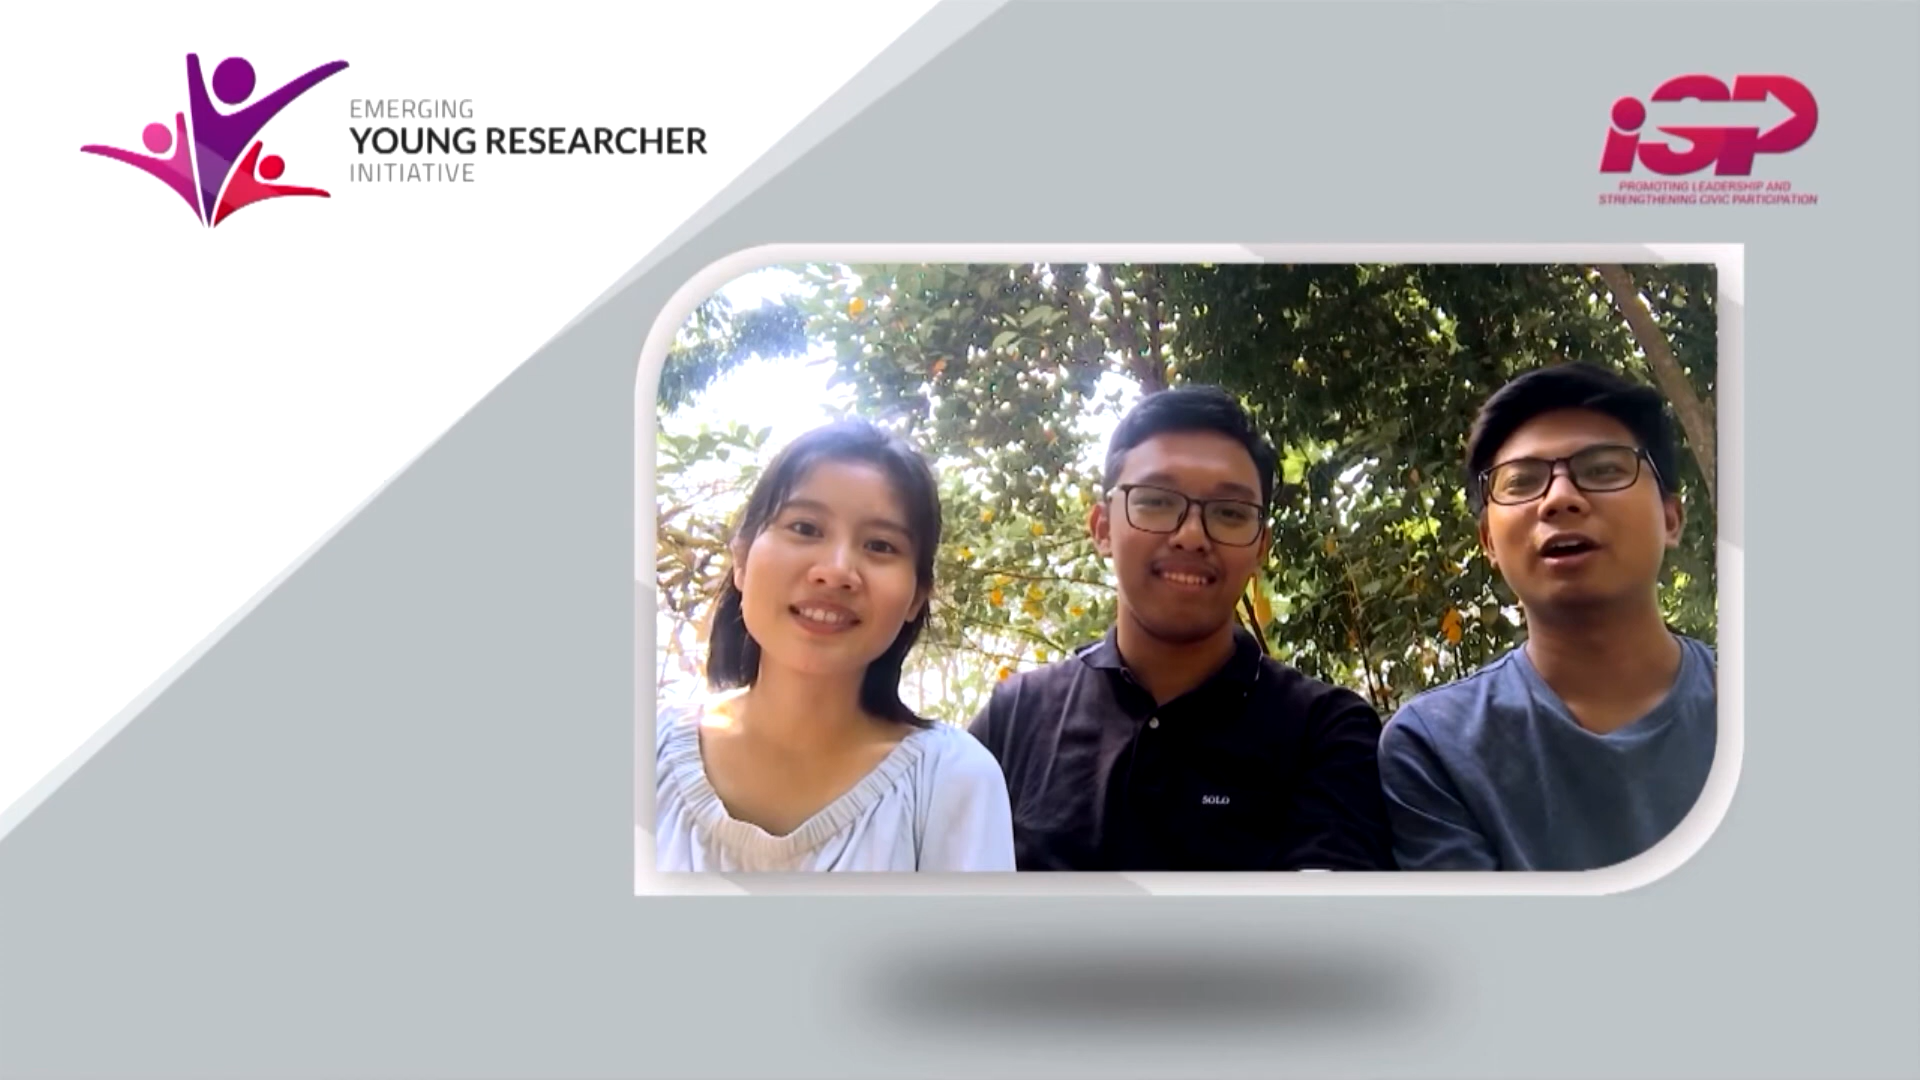 EMERGING
YOUNG RESEARCHER
INITIATIVE
iSP
PROMOTING LEADERSHIP AND
STRENGTHENING CIVIC PARTICIPATION
SOLO